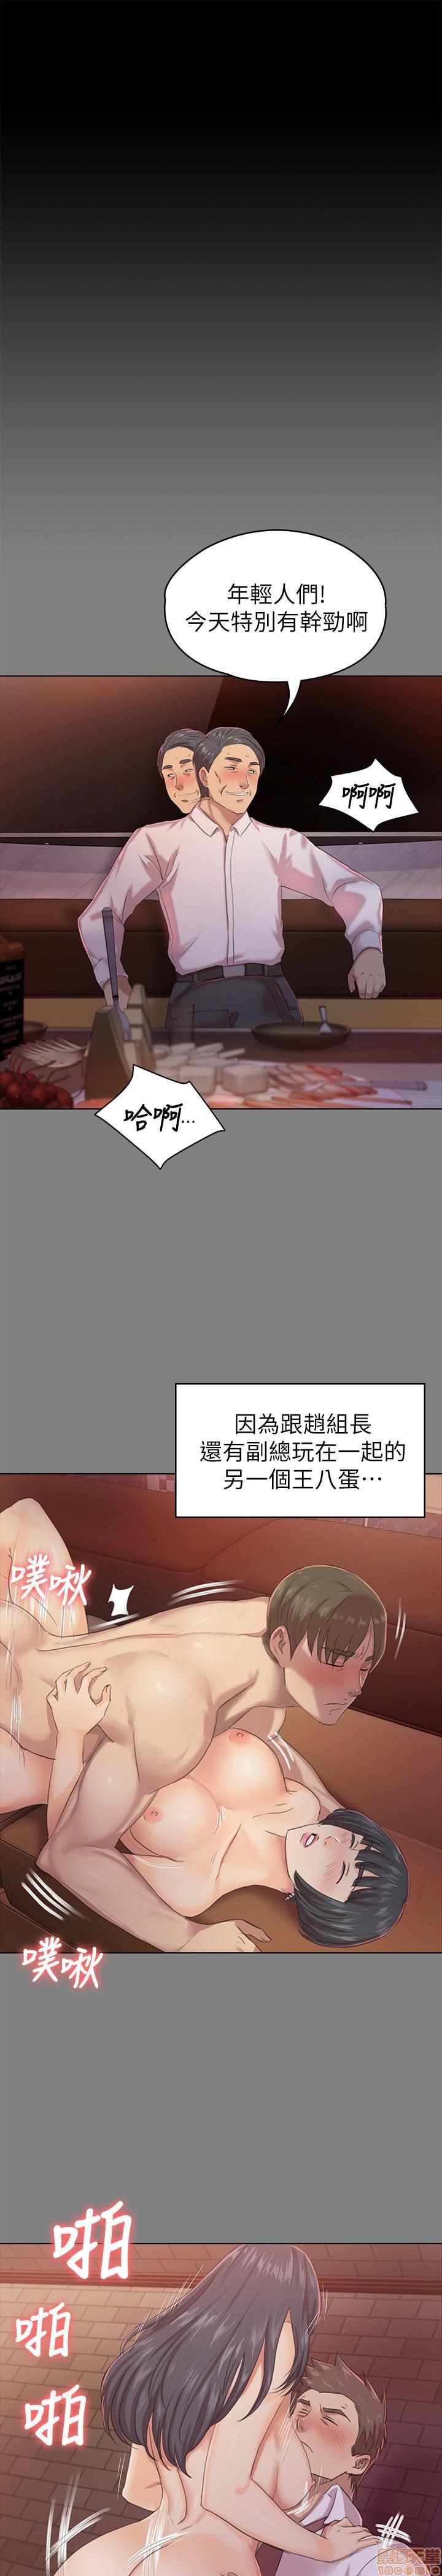 年輕人們!
今天特別有幹勁啊
啊啊
哈啊...
因為跟趙組長
還有副總玩在一起的
另一個王八蛋…
噗啾
噗啾
啪
啪
啪